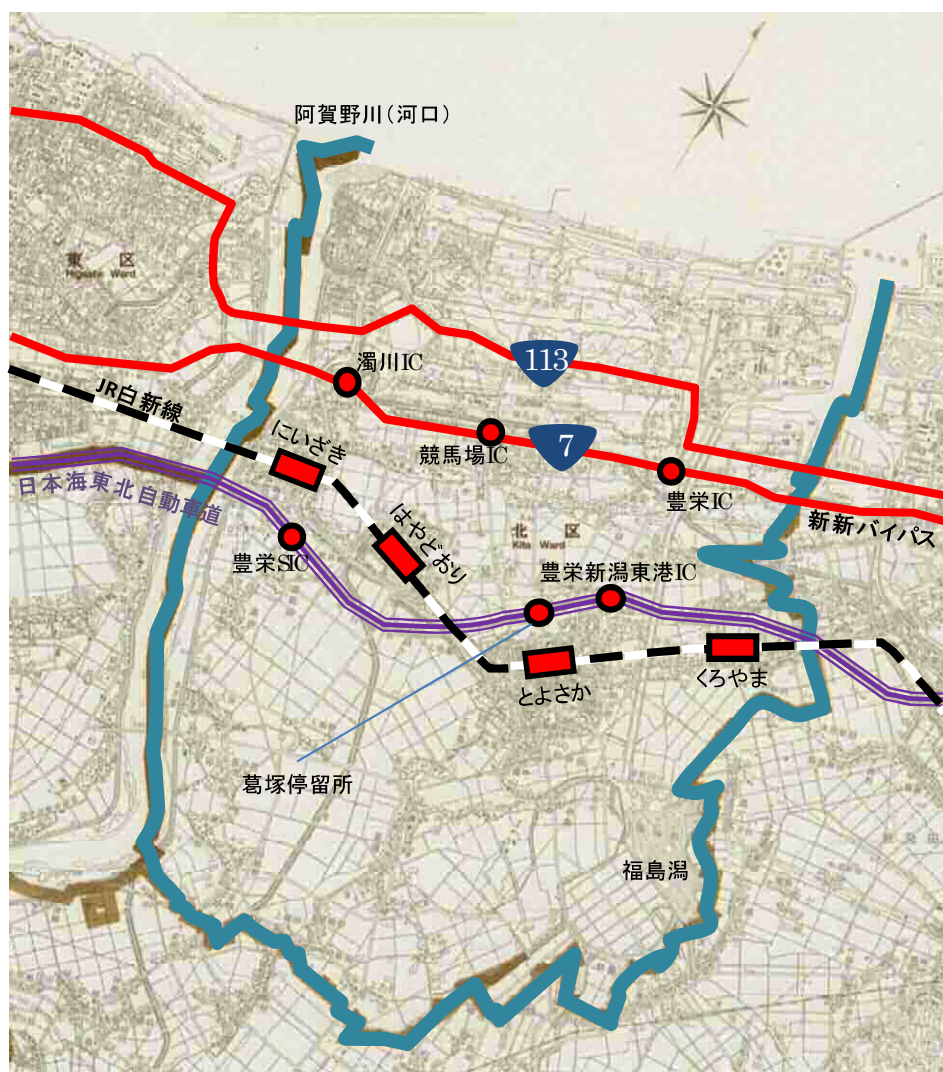 阿賀野川(河口)
東 区
Higashi Ward
113
濁川IC
JR白新線
にいざき
競馬場IC
7
豊栄IC
日本海東北自動車道
新新バイパス
はやどおり
北 区
Kita Ward
豊栄SIC
豊栄新潟東港IC
くろやま
とよさか
葛塚停留所
福島潟